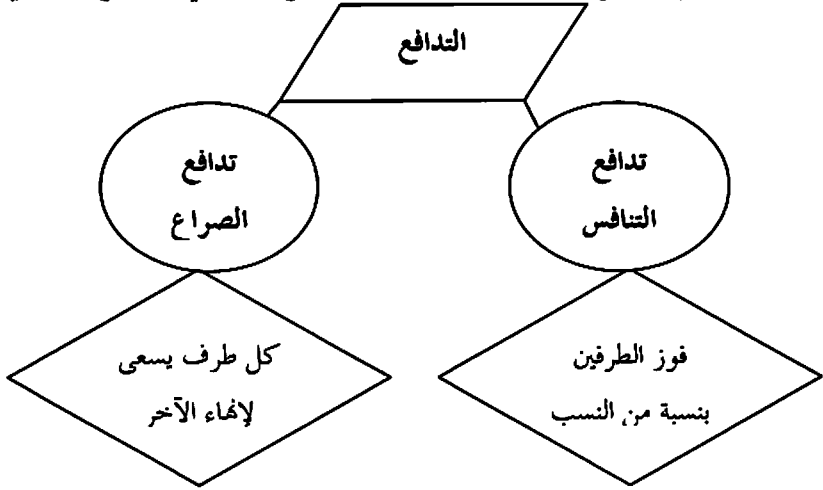 التدافع
تدافع
التنافس
تدافع
الصراع
فوز الطرفين
بنسبة من النسب
كل طرف يسعى
لإنهاء الآخر